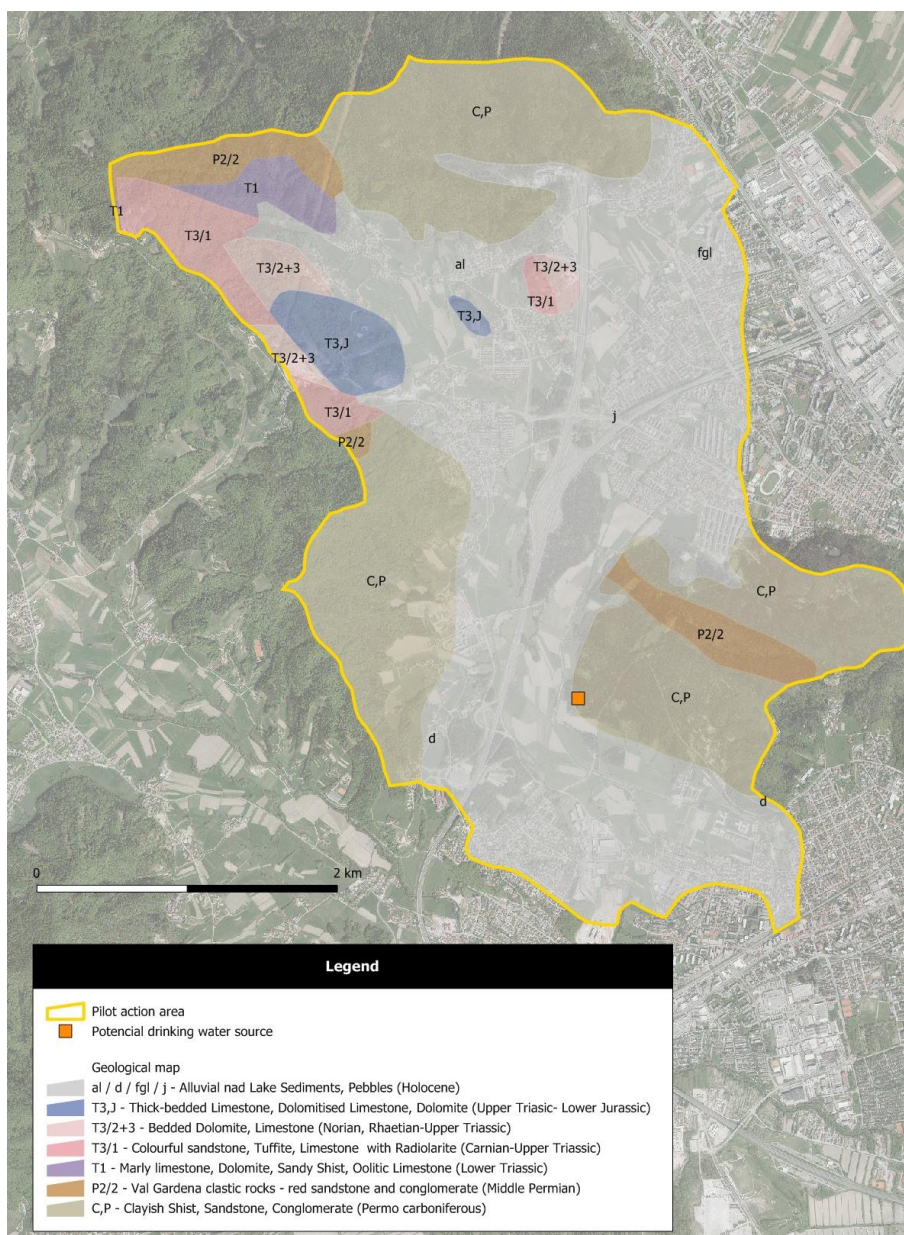 C,P
P2/2
T1
T1
T3/1
T3/2+3
al
T3/2+3
fgl
T3/1
T3,J
T3,J
T3/2+3
T3/1
j
P2/2
C,P
C,P
P2/2
C,P
d
d
0 2 km
Legend
Pilot action area
Potencial drinking water source
Geological map
al / d / fgl / j - Alluvial nad Lake Sediments, Pebbles (Holocene)
T3,J - Thick-bedded Limestone, Dolomitised Limestone, Dolomite (Upper Triasic- Lower Jurassic)
T3/2+3 - Bedded Dolomite, Limestone (Norian, Rhaetian-Upper Triassic)
T3/1 - Colourful sandstone, Tuffite, Limestone with Radiolarite (Carnian-Upper Triassic)
T1 - Marly limestone, Dolomite, Sandy Shist, Oolitic Limestone (Lower Triassic)
P2/2 - Val Gardena clastic rocks - red sandstone and conglomerate (Middle Permian)
C,P - Clayish Shist, Sandstone, Conglomerate (Permo carboniferous)